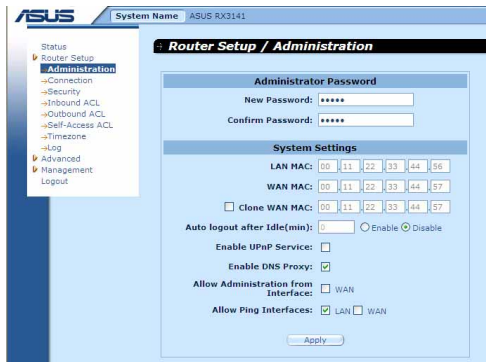 ASUS
System Name ASUS RX3141
Status
Router Setup
Administration
Connection
Security
Inbound ACL
Outbound ACL
Self-Access ACL
Timezone
Log
Advanced
Management
Logout
Router Setup / Administration
Administrator Password
New Password: •••••
Confirm Password: •••••
System Settings
LAN MAC: 00 .11 .22 .33 .44 .56
WAN MAC: 00 .11 .22 .33 .44 .57
Clone WAN MAC: 00 .11 .22 .33 .44 .57
Auto logout after Idle(min): 0 Enable Disable
Enable UPnP Service:
Enable DNS Proxy:
Allow Administration from
Interface: WAN
Allow Ping Interfaces: LAN WAN
Apply